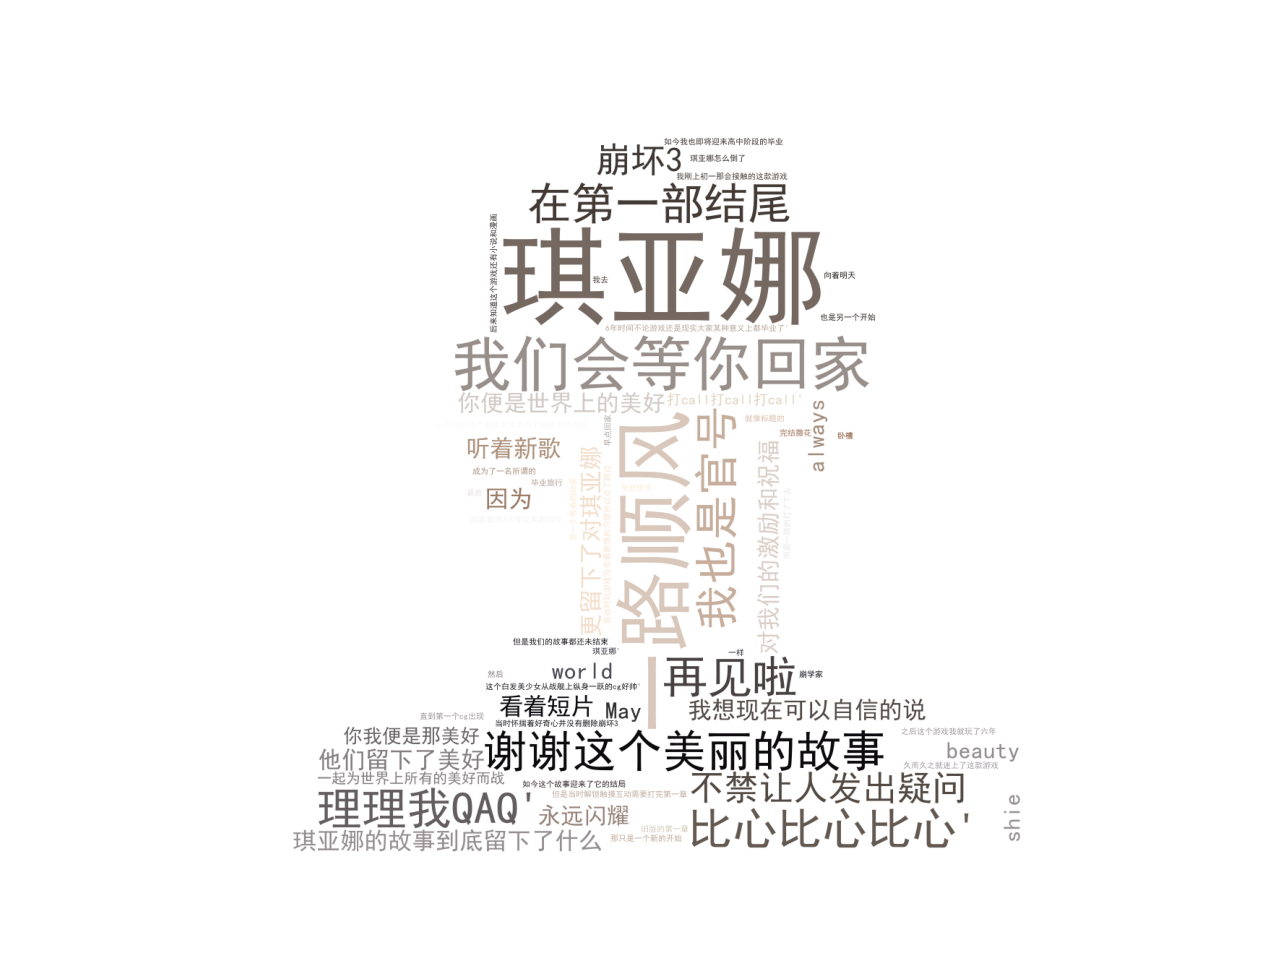 如今我也即将迎来高中阶段的毕业
崩坏3
琪亚娜怎么倒了
我刚上初一那会接触的这款游戏
在第一部结尾
后来知道这个游戏还有小说和漫画
琪亚娜
我去
向着明天
也是另一个开始
6年时间不论游戏还是现实大家某种意义上都毕业了'
我们会等你回家
你便是世界上的美好
打call打call打call'
always
就像标题的
完结撒花
卧槽
早点回家
听着新歌
成为了一名所谓的
毕业旅行
因为
更留下了对琪亚娜
一路顺风
我也是官号
对我们的激励和祝福
但是我们的故事都还未结束
琪亚娜'
一样
然后
world
再见啦
崩学家
这个白发美少女从战舰上纵身一跃的cg好帅'
看着短片
May
我想现在可以自信的说
直到第一个cg出现
当时怀揣着好奇心并没有删除崩坏3
你我便是那美好
谢谢这个美丽的故事
之后这个游戏我就玩了六年
beauty
他们留下了美好
久而久之就迷上了这款游戏
一起为世界上所有的美好而战
如今这个故事迎来了它的结局
不禁让人发出疑问
但是当时解锁触摸互动需要打完第一章
理理我QAQ'
永远闪耀
比心比心比心'
shie
旧版的第一章
那只是一个新的开始
琪亚娜的故事到底留下了什么